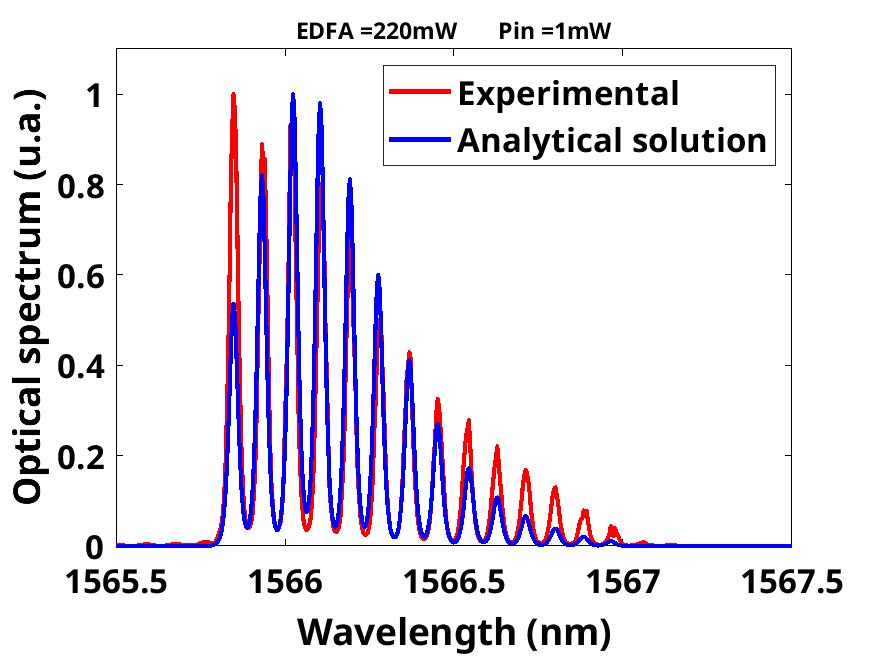 EDFA =220mW Pin =1mW
Experimental
Analytical solution
Optical spectrum (u.a.)
1
0.8
0.6
0.4
0.2
0
1565.5 1566 1566.5 1567 1567.5
Wavelength (nm)